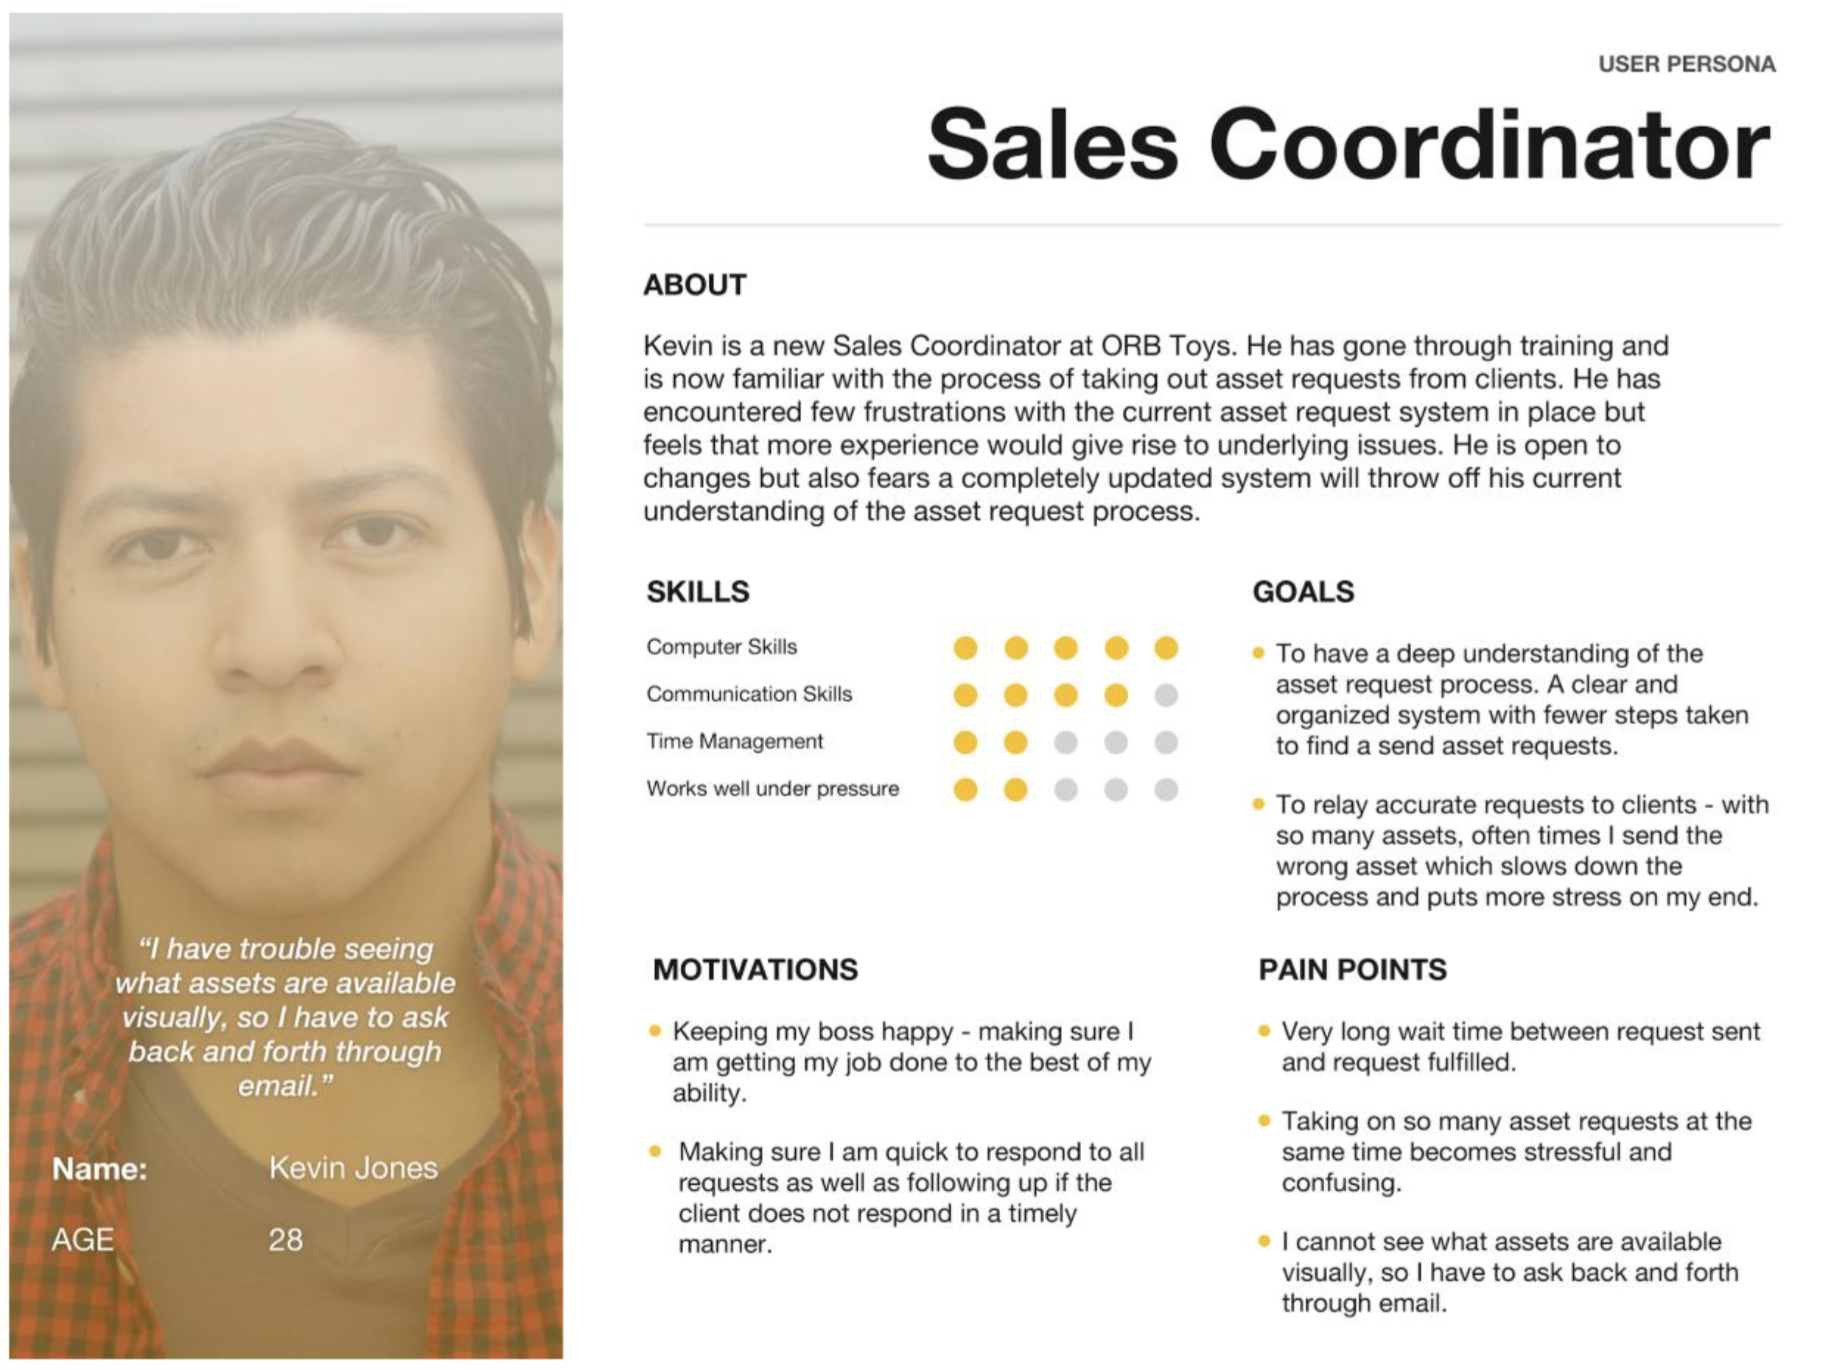 USER PERSONA
Sales Coordinator
ABOUT
Kevin is a new Sales Coordinator at ORB Toys. He has gone through training and
is now familiar with the process of taking out asset requests from clients. He has
encountered few frustrations with the current asset request system in place but
feels that more experience would give rise to underlying issues. He is open to
changes but also fears a completely updated system will throw off his current
understanding of the asset request process.
SKILLS
Computer Skills
Communication Skills
Time Management
Works well under pressure
GOALS
To have a deep understanding of the
asset request process. A clear and
organized system with fewer steps taken
to find a send asset requests.
To relay accurate requests to clients - with
so many assets, often times I send the
wrong asset which slows down the
process and puts more stress on my end.
MOTIVATIONS
Keeping my boss happy - making sure I
am getting my job done to the best of my
ability.
Making sure I am quick to respond to all
requests as well as following up if the
client does not respond in a timely
manner.
PAIN POINTS
Very long wait time between request sent
and request fulfilled.
Taking on so many asset requests at the
same time becomes stressful and
confusing.
I cannot see what assets are available
visually, so I have to ask back and forth
through email.
“I have trouble seeing
what assets are available
visually, so I have to ask
back and forth through
email.”
Name: Kevin Jones
AGE 28